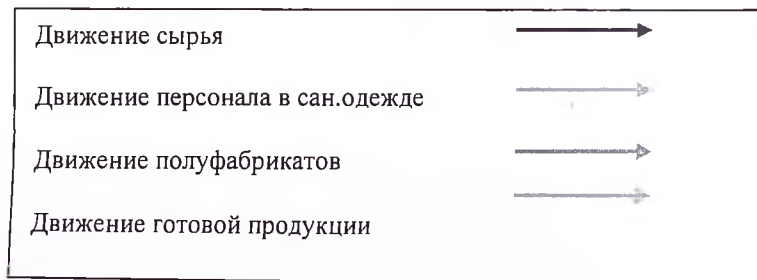 Движение сырья
Движение персонала в сан.одежде
Движение полуфабрикатов
Движение готовой продукции